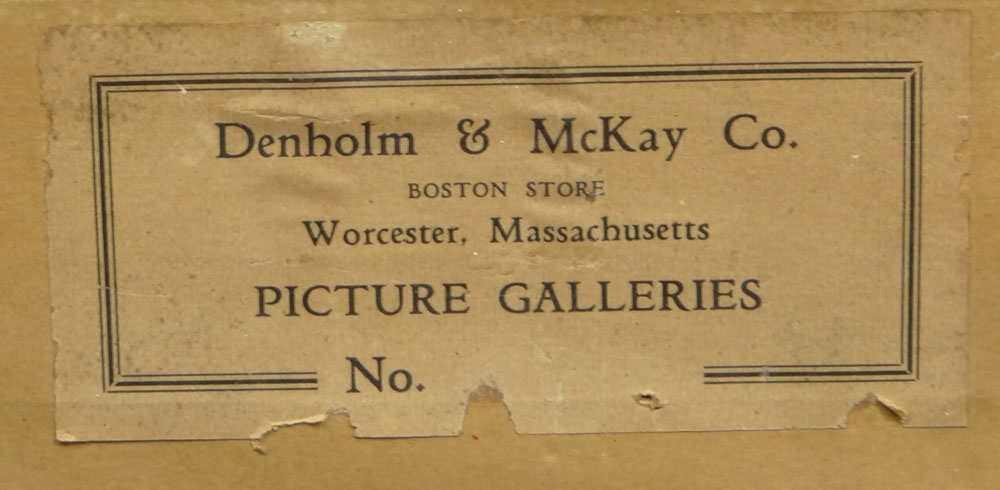 Denholm & McKay Co.
BOSTON STORE
Worcester, Massachusetts
PICTURE GALLERIES
No.